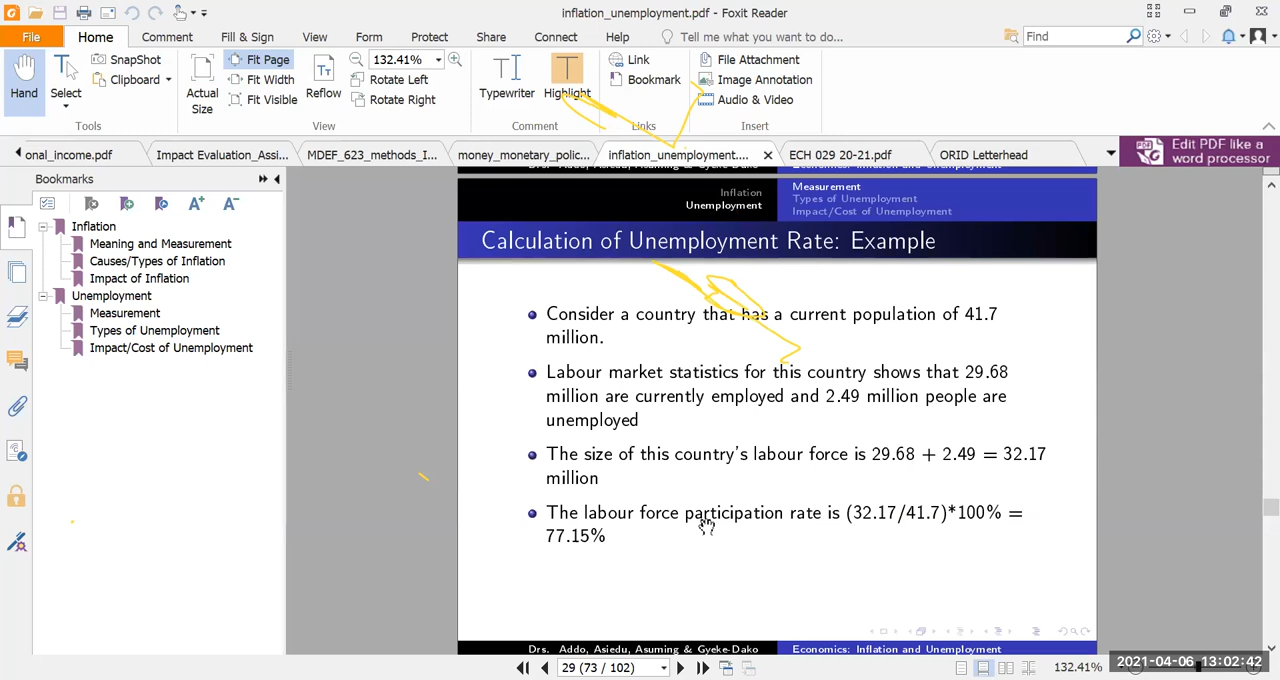 inflation_unemployment.pdf - Foxit Reader
File Home Comment Fill & Sign View Form Protect Share Connect Help Tell me what you want to do... Find
Hand
Select
SnapShot
Clipboard
Tools
Actual Size
Fit Page
Fit Width
Fit Visible
Reflow
132.41%
Rotate Left
Rotate Right
View
Typewriter
Highlight
Comment
Link
Bookmark
Links
File Attachment
Image Annotation
Audio & Video
Insert
onal_income.pdf Impact Evaluation_Assi... MDEF_623_methods_I... money_monetary_polic... inflation_unemployment.... ECH 029 20-21.pdf ORID Letterhead
Edit PDF like a
word processor
Bookmarks
Inflation
Meaning and Measurement
Causes/Types of Inflation
Impact of Inflation
Unemployment
Measurement
Types of Unemployment
Impact/Cost of Unemployment
Inflation
Unemployment
Measurement
Types of Unemployment
Impact/Cost of Unemployment
Calculation of Unemployment Rate: Example
Consider a country that has a current population of 41.7
million.
Labour market statistics for this country shows that 29.68
million are currently employed and 2.49 million people are
unemployed
The size of this country's labour force is 29.68 + 2.49 = 32.17
million
The labour force participation rate is (32.17/41.7)*100% =
77.15%
Drs. Addo, Asiedu, Asuming & Gyeke-Dako Economics: Inflation and Unemployment
29 (73 / 102)
132.41%
2021-04-06 13:02:42